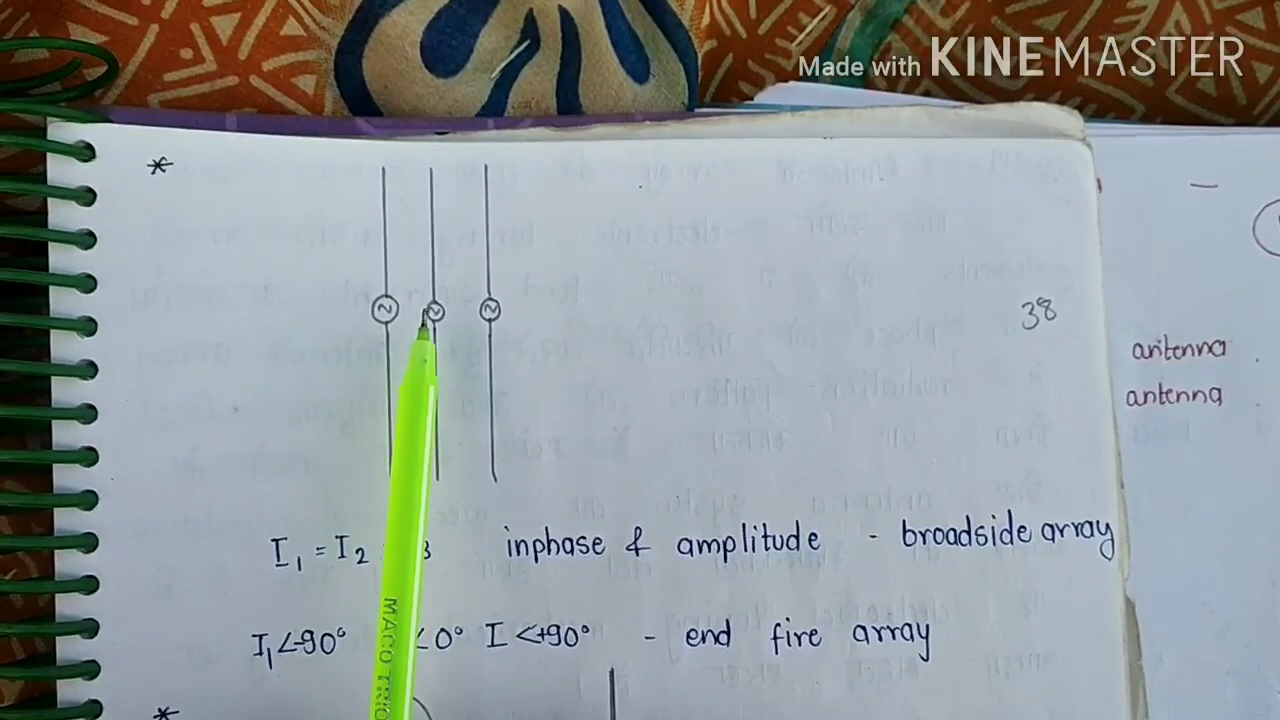 Made with KINEMASTER
*
38
antenna
antenna
I₁ = I₂ 3 inphase & amplitude - broadside array
I₁<-90° <0° I <+90° - end fire array
*
MACO